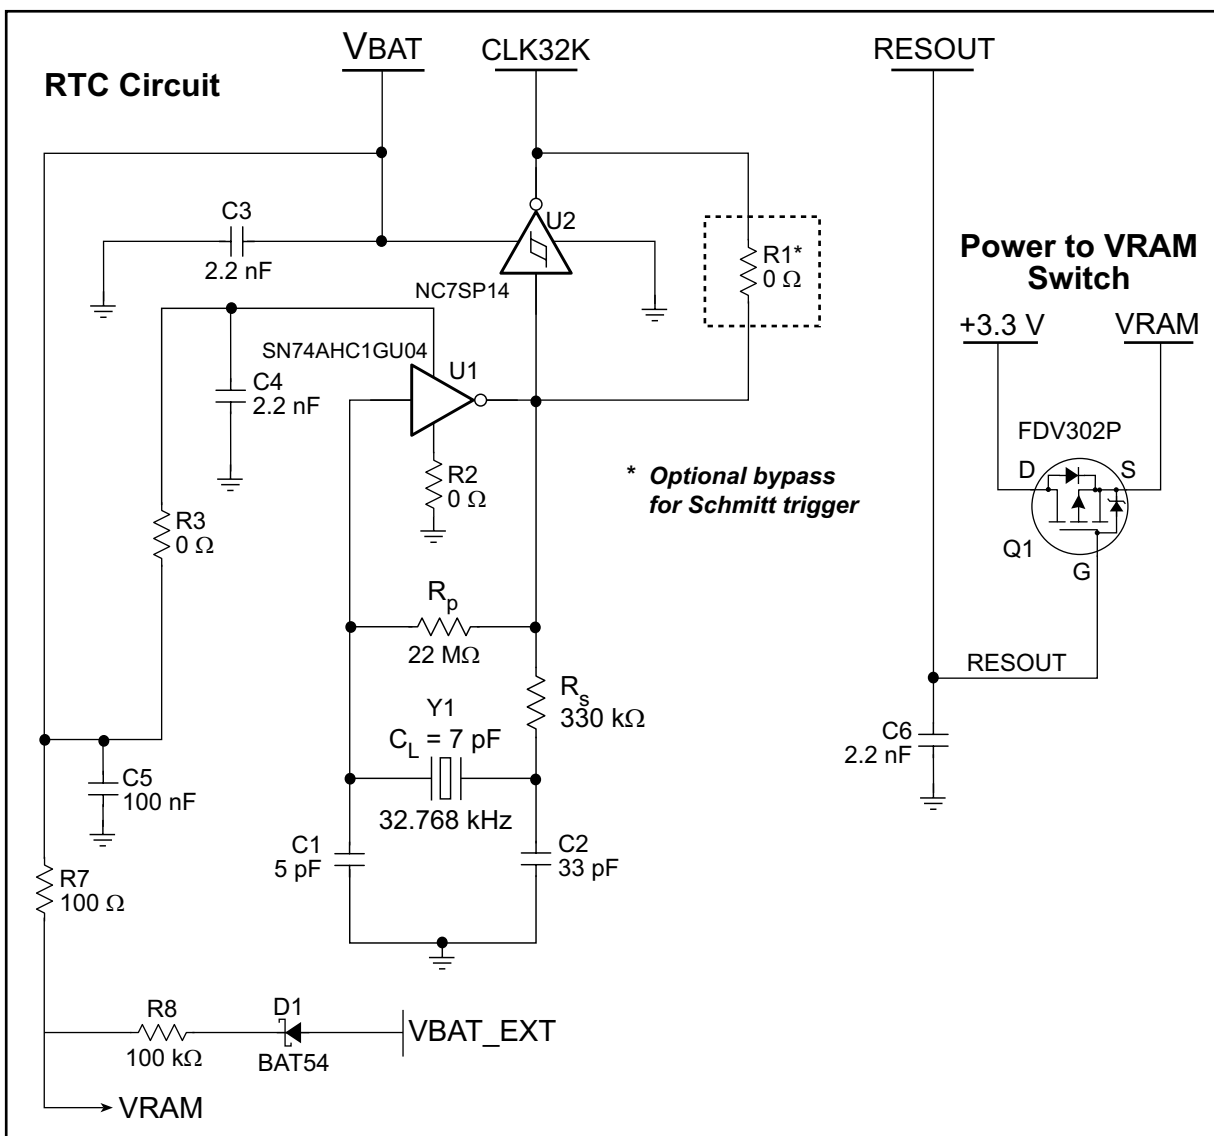 VBAT
CLK32K
RESOUT
RTC Circuit
C3
2.2 nF
U2
NC7SP14
R1*
0 Ω
Power to VRAM
Switch
+3.3 V
VRAM
SN74AHC1GU04
U1
C4
2.2 nF
R2
0 Ω
* Optional bypass
for Schmitt trigger
FDV302P
D
S
Q1
G
R3
0 Ω
Rp
22 MΩ
RESOUT
Rs
330 kΩ
Y1
CL = 7 pF
32.768 kHz
C6
2.2 nF
C5
100 nF
C1
5 pF
C2
33 pF
R7
100 Ω
R8
100 kΩ
D1
BAT54
VBAT_EXT
VRAM